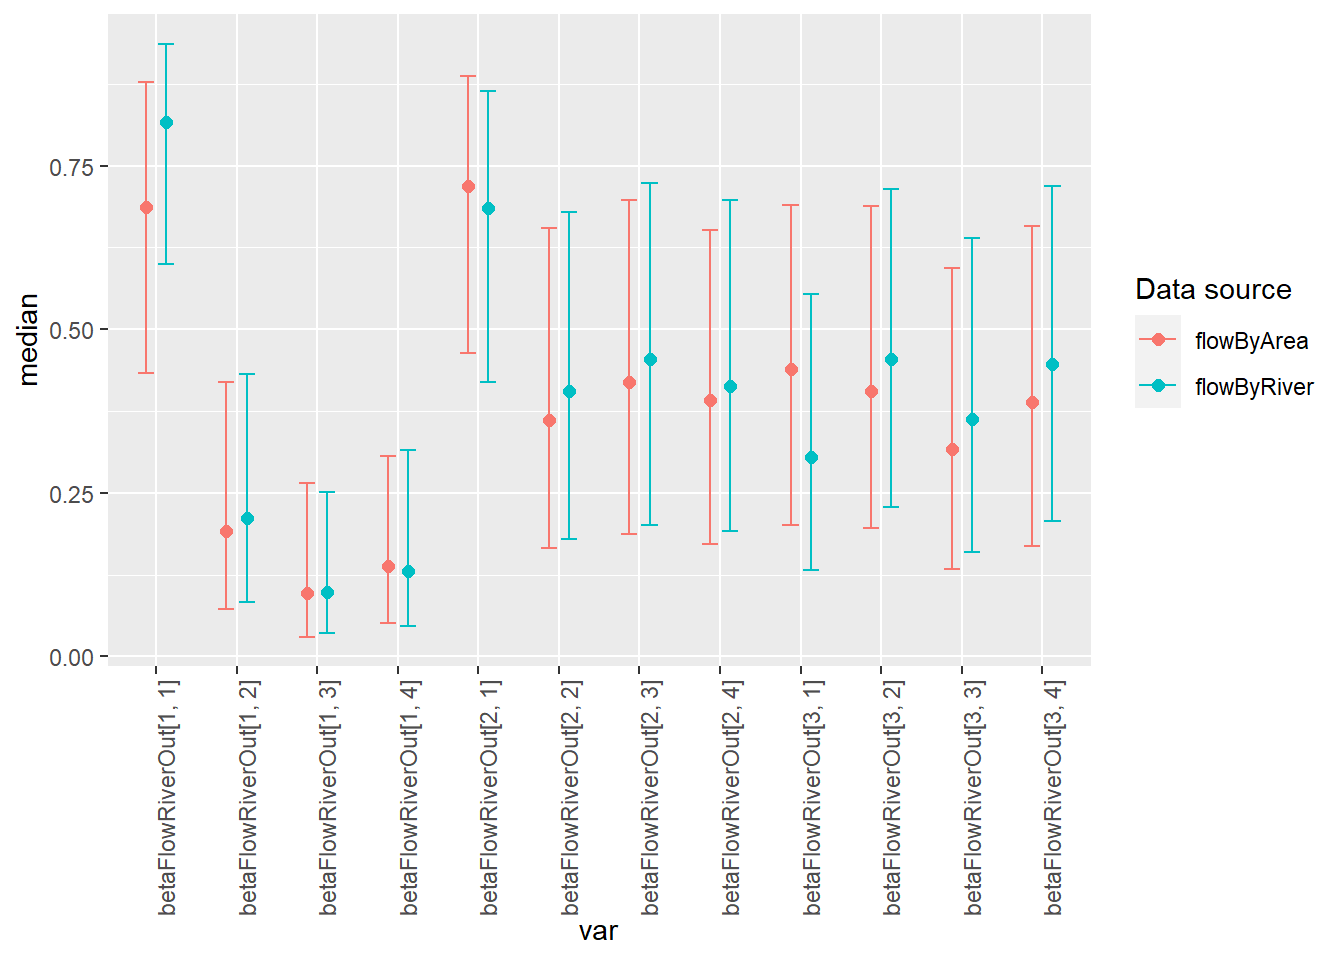 median
0.75
0.50
0.25
0.00
betaFlowRiverOut[1, 1]
betaFlowRiverOut[1, 2]
betaFlowRiverOut[1, 3]
betaFlowRiverOut[1, 4]
betaFlowRiverOut[2, 1]
betaFlowRiverOut[2, 2]
betaFlowRiverOut[2, 3]
betaFlowRiverOut[2, 4]
betaFlowRiverOut[3, 1]
betaFlowRiverOut[3, 2]
betaFlowRiverOut[3, 3]
betaFlowRiverOut[3, 4]
var
Data source
flowByArea
flowByRiver